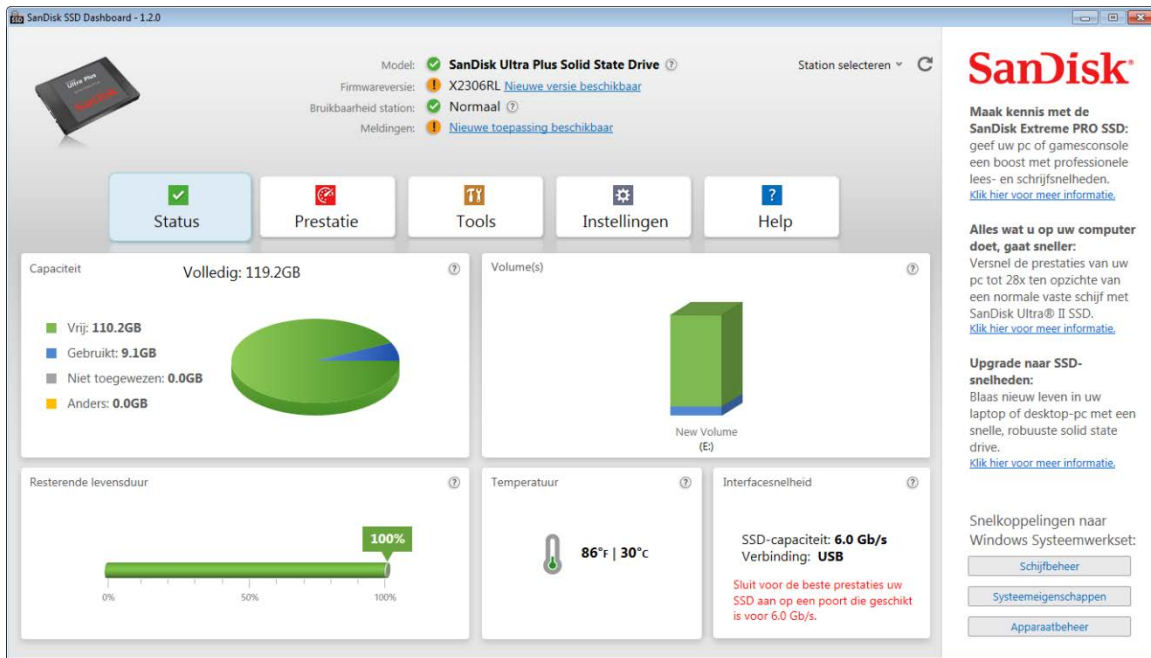 SanDisk SSD Dashboard - 1.2.0
Model: SanDisk Ultra Plus Solid State Drive ?
Firmwareversie: ! X2306RL Nieuwe versie beschikbaar
Bruikbaarheid station: Normaal ?
Meldingen: ! Nieuwe toepassing beschikbaar
Station selecteren
Status
Prestatie
Tools
Instellingen
Help
Capaciteit
Volledig: 119.2GB
Vrij: 110.2GB
Gebruikt: 9.1GB
Niet toegewezen: 0.0GB
Anders: 0.0GB
Volume(s)
New Volume
(E:)
Resterende levensduur
100%
0% 50% 100%
Temperatuur
86°F | 30°C
Interfacesnelheid
SSD-capaciteit: 6.0 Gb/s
Verbinding: USB
Sluit voor de beste prestaties uw
SSD aan op een poort die geschikt
is voor 6.0 Gb/s.
SanDisk
Maak kennis met de
SanDisk Extreme PRO SSD:
geef uw pc of gamesconsole
een boost met professionele
lees- en schrijfsnelheden.
Klik hier voor meer informatie.
Alles wat u op uw computer
doet, gaat sneller:
Versnel de prestaties van uw
pc tot 28x ten opzichte van
een normale vaste schijf met
SanDisk Ultra® II SSD.
Klik hier voor meer informatie.
Upgrade naar SSD-
snelheden:
Blaas nieuw leven in uw
laptop of desktop-pc met een
snelle, robuuste solid state
drive.
Klik hier voor meer informatie.
Snelkoppelingen naar
Windows Systeemwerkset:
Schijfbeheer
Systeemeigenschappen
Apparaatbeheer